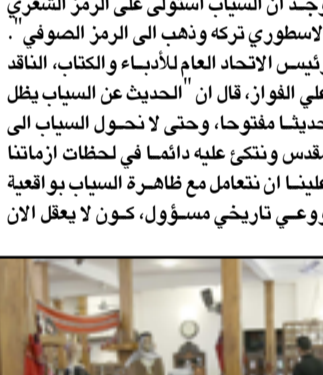 وجد ان السياب استولى على الرمز الشعري
الاسطوري تركه وذهب الى الرمز الصوفي".
رئيس الاتحاد العام للأدباء والكتاب، الناقد
علي الفواز، قال ان "الحديث عن السياب يظل
حديثا مفتوحا، وحتى لا نحول السياب الى
مقدس ونتكئ عليه دائما في لحظات ازماتنا
علينا ان نتعامل مع ظاهرة السياب بواقعية
ووعي تاريخي مسؤول، كون لا يعقل الان